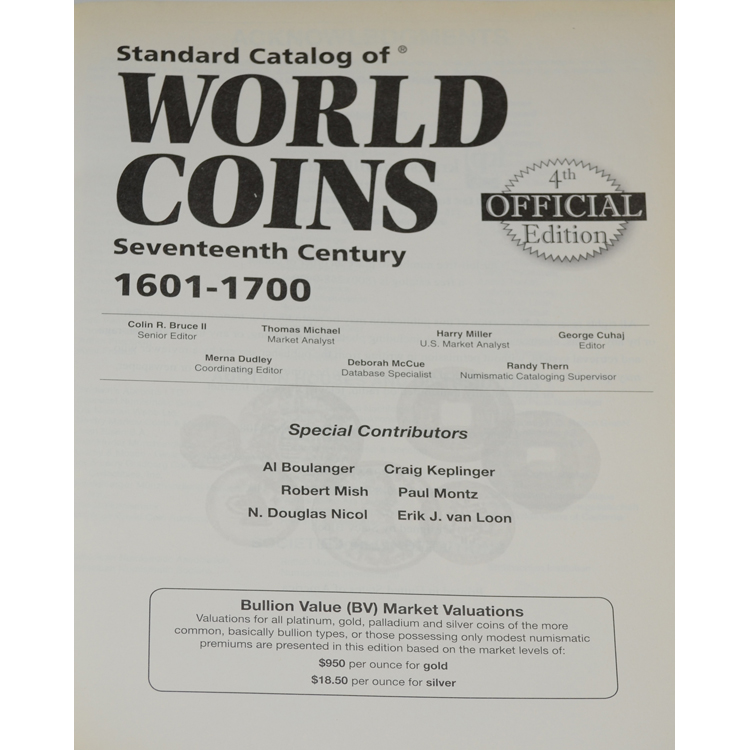 Standard Catalog of ®
WORLD
COINS
Seventeenth Century
1601-1700
4th
OFFICIAL
Edition
Colin R. Bruce II
Senior Editor
Thomas Michael
Market Analyst
Harry Miller
U.S. Market Analyst
George Cuhaj
Editor
Merna Dudley
Coordinating Editor
Deborah McCue
Database Specialist
Randy Thern
Numismatic Cataloging Supervisor
Special Contributors
Al Boulanger Craig Keplinger
Robert Mish Paul Montz
N. Douglas Nicol Erik J. van Loon
Bullion Value (BV) Market Valuations
Valuations for all platinum, gold, palladium and silver coins of the more
common, basically bullion types, or those possessing only modest numismatic
premiums are presented in this edition based on the market levels of:
$950 per ounce for gold
$18.50 per ounce for silver